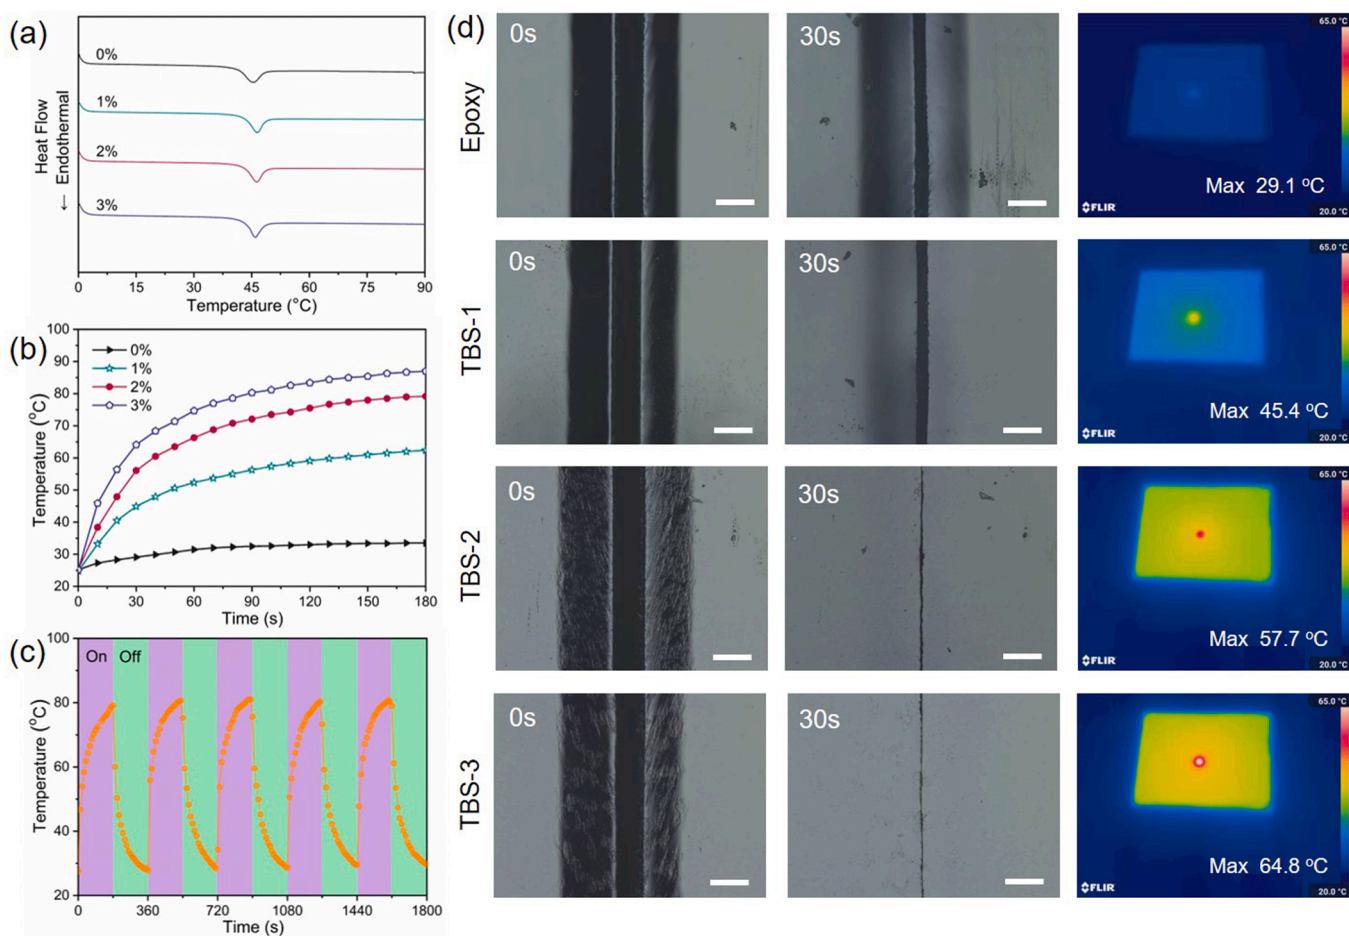 (a)
0%
1%
2%
3%
Heat Flow
← Endothermal
0 15 30 45 60 75 90
Temperature (°C)
(b)
0%
1%
2%
3%
100
90
80
70
60
50
40
30
20
Temperature (°C)
0 30 60 90 120 150 180
Time (s)
(c)
On Off
100
80
60
40
20
Temperature (°C)
0 360 720 1080 1440 1800
Time (s)
(d)
Epoxy
0s
30s
65.0 °C
Max 29.1 °C
FLIR
20.0 °C
TBS-1
0s
30s
65.0 °C
Max 45.4 °C
FLIR
20.0 °C
TBS-2
0s
30s
65.0 °C
Max 57.7 °C
FLIR
20.0 °C
TBS-3
0s
30s
65.0 °C
Max 64.8 °C
FLIR
20.0 °C